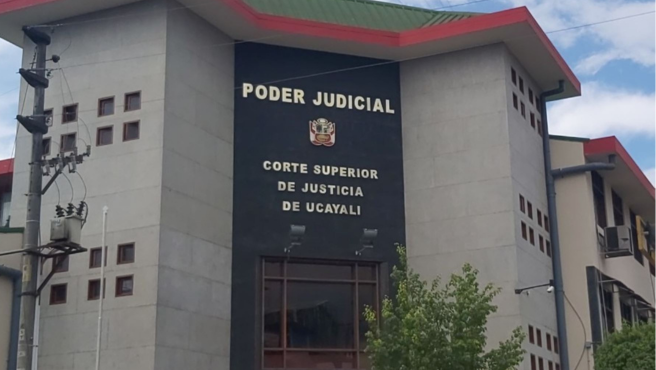 PODER JUDICIAL
CORTE SUPERIOR
DE JUSTICIA
DE UCAYALI